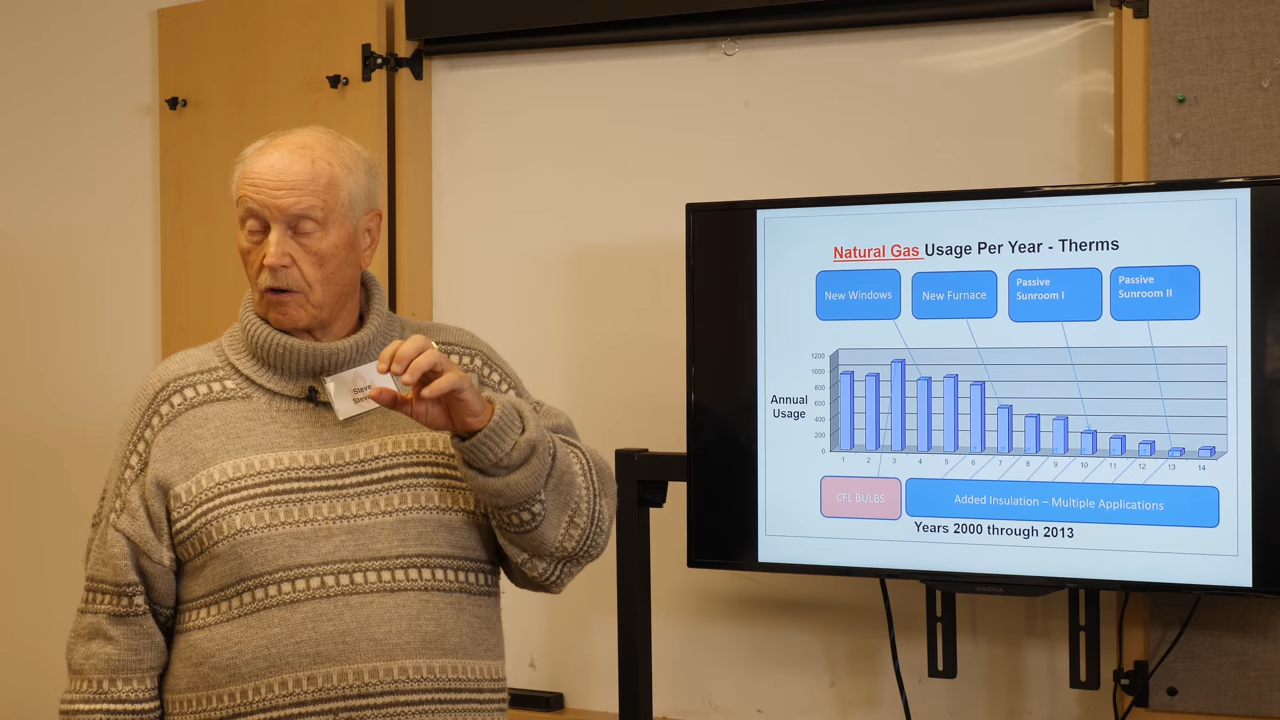 Steve
Natural Gas Usage Per Year - Therms
New Windows
New Furnace
Passive
Sunroom I
Passive
Sunroom II
1200
1000
800
600
400
200
0
Annual
Usage
1 2 3 4 5 6 7 8 9 10 11 12 13 14
CFL BULBS
Added Insulation – Multiple Applications
Years 2000 through 2013
INSIGNIA